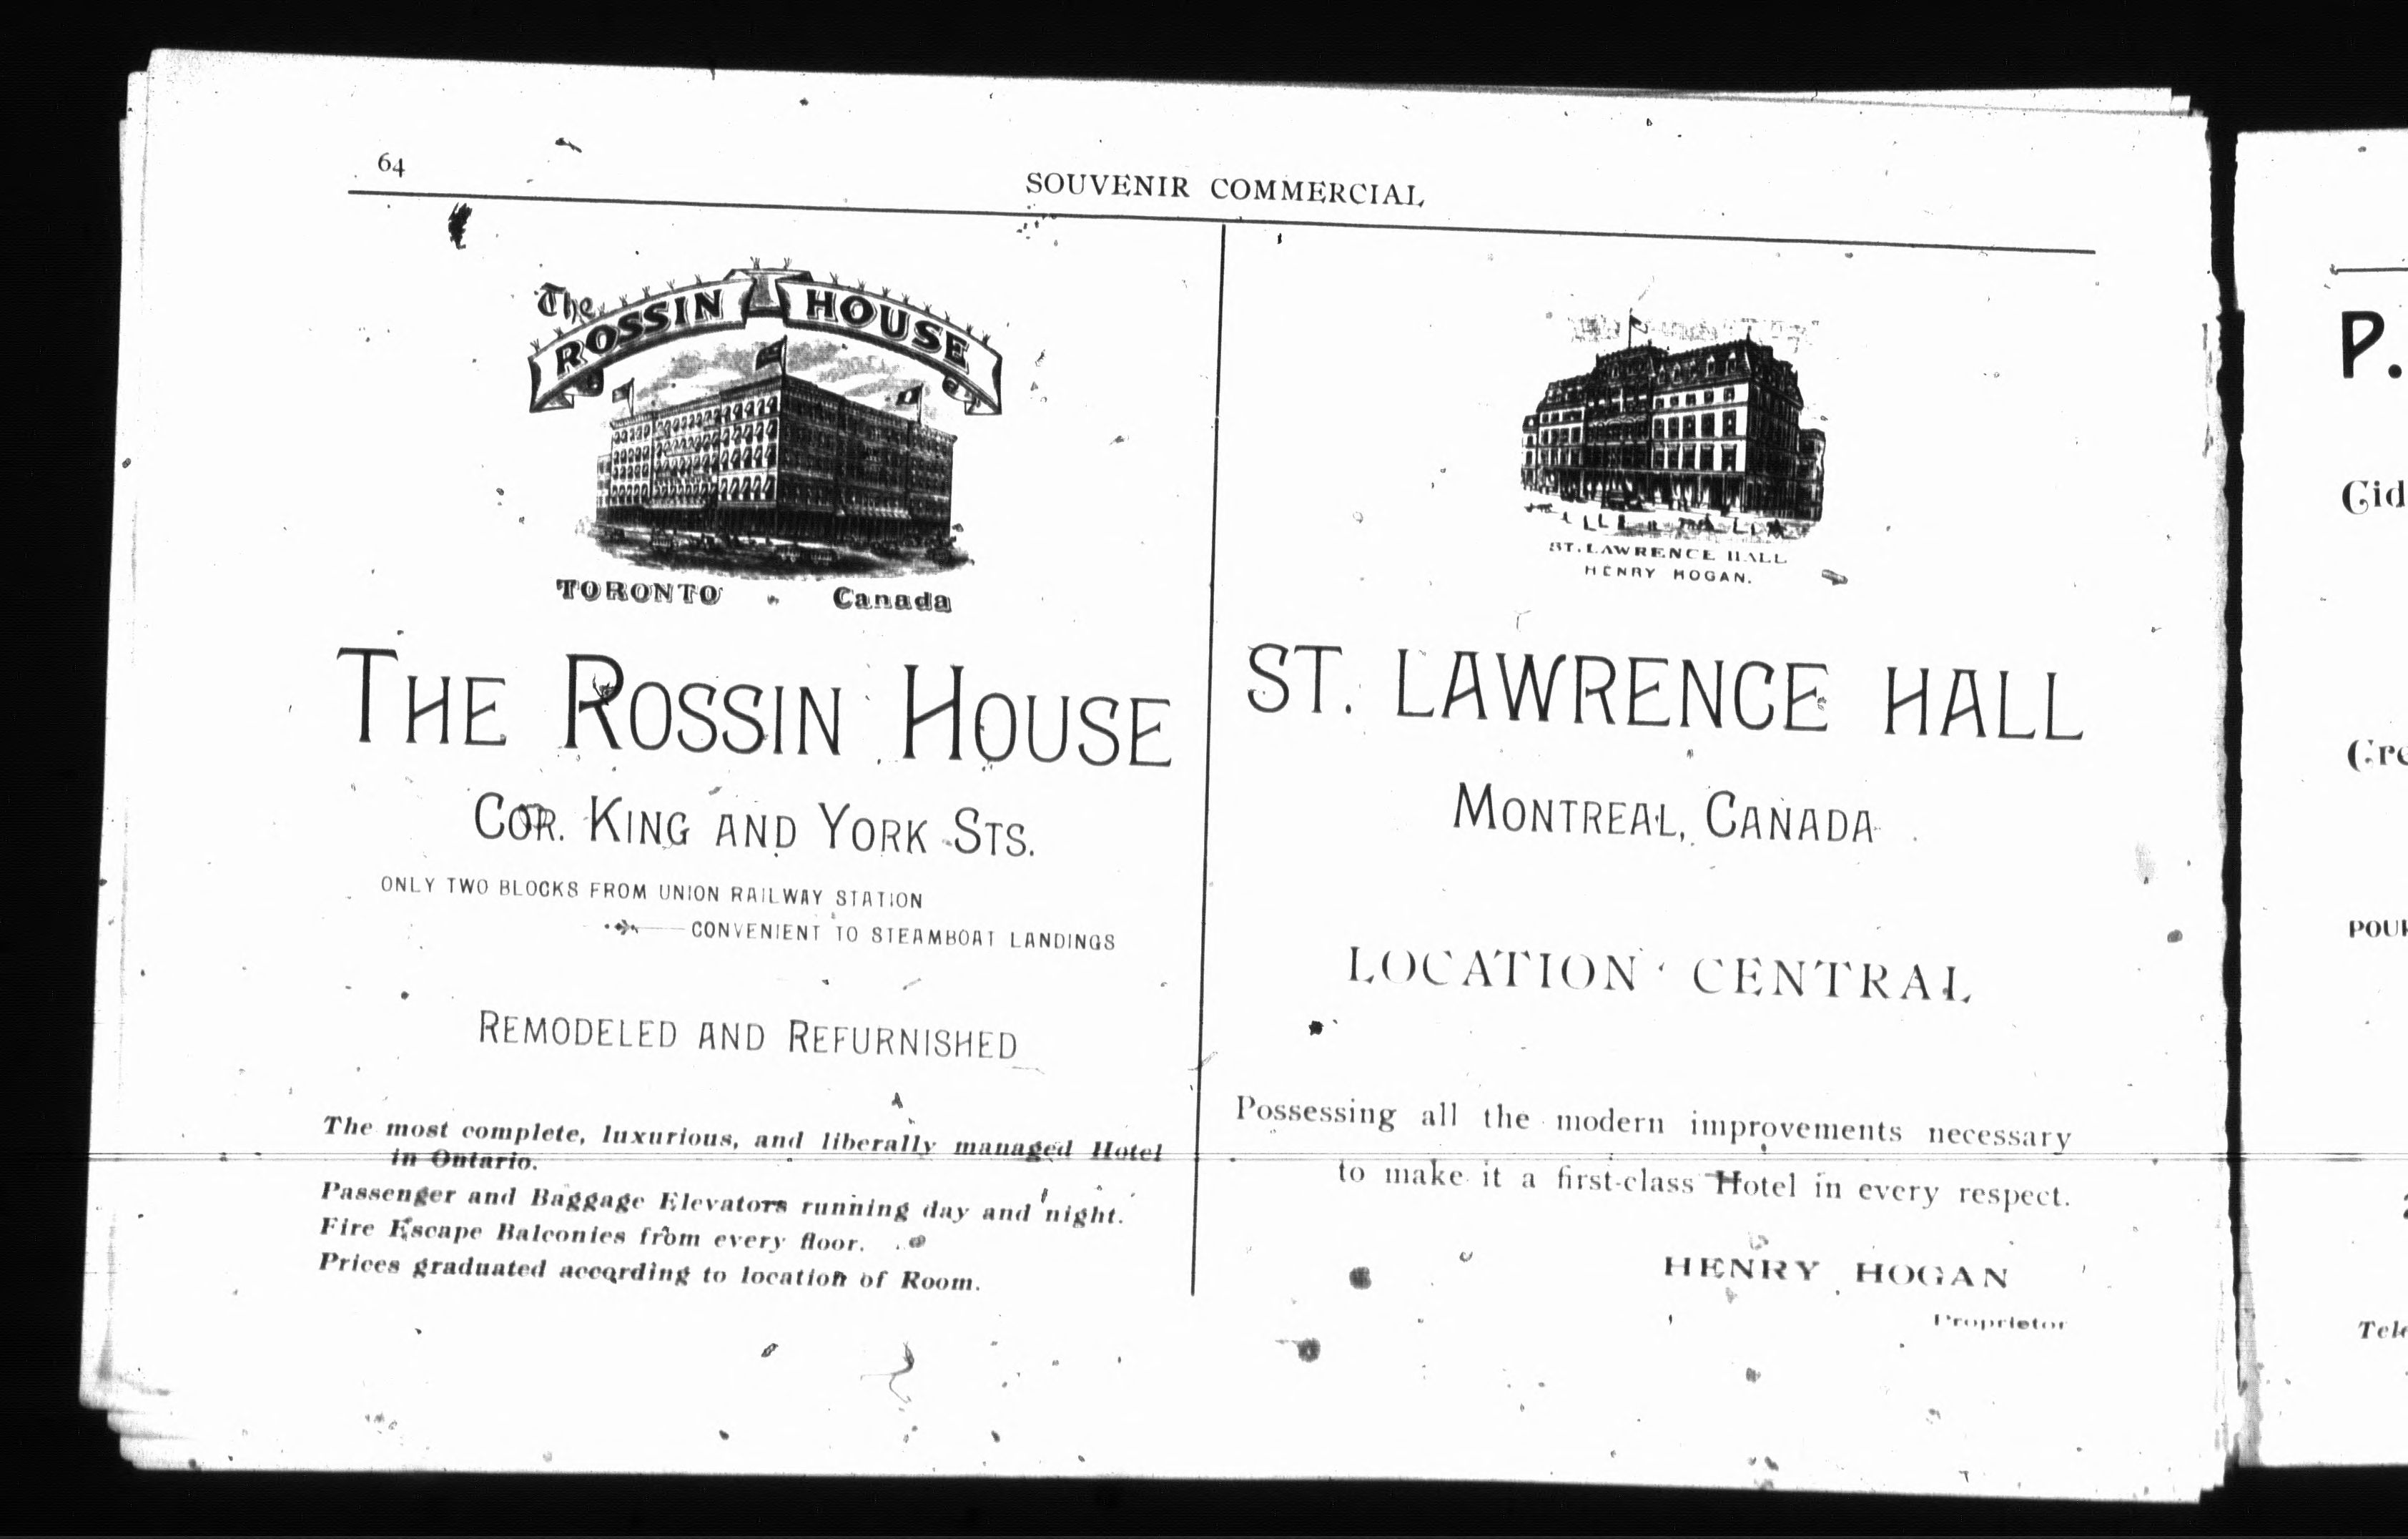 64
SOUVENIR COMMERCIAL
The
ROSSIN HOUSE
TORONTO Canada
THE ROSSIN HOUSE
COR. KING AND YORK STS.
ONLY TWO BLOCKS FROM UNION RAILWAY STATION
CONVENIENT TO STEAMBOAT LANDINGS
REMODELED AND REFURNISHED
The most complete, luxurious, and liberally managed Hotel
in Ontario.
Passenger and Baggage Elevators running day and night.
Fire Escape Balconies from every floor.
Prices graduated according to location of Room.
ST. LAWRENCE HALL
HENRY HOGAN.
ST. LAWRENCE HALL
MONTREAL, CANADA
LOCATION CENTRAL
Possessing all the modern improvements necessary
to make it a first-class Hotel in every respect.
HENRY HOGAN
Proprietor
P.
Cid
Cre
POUR
Tele